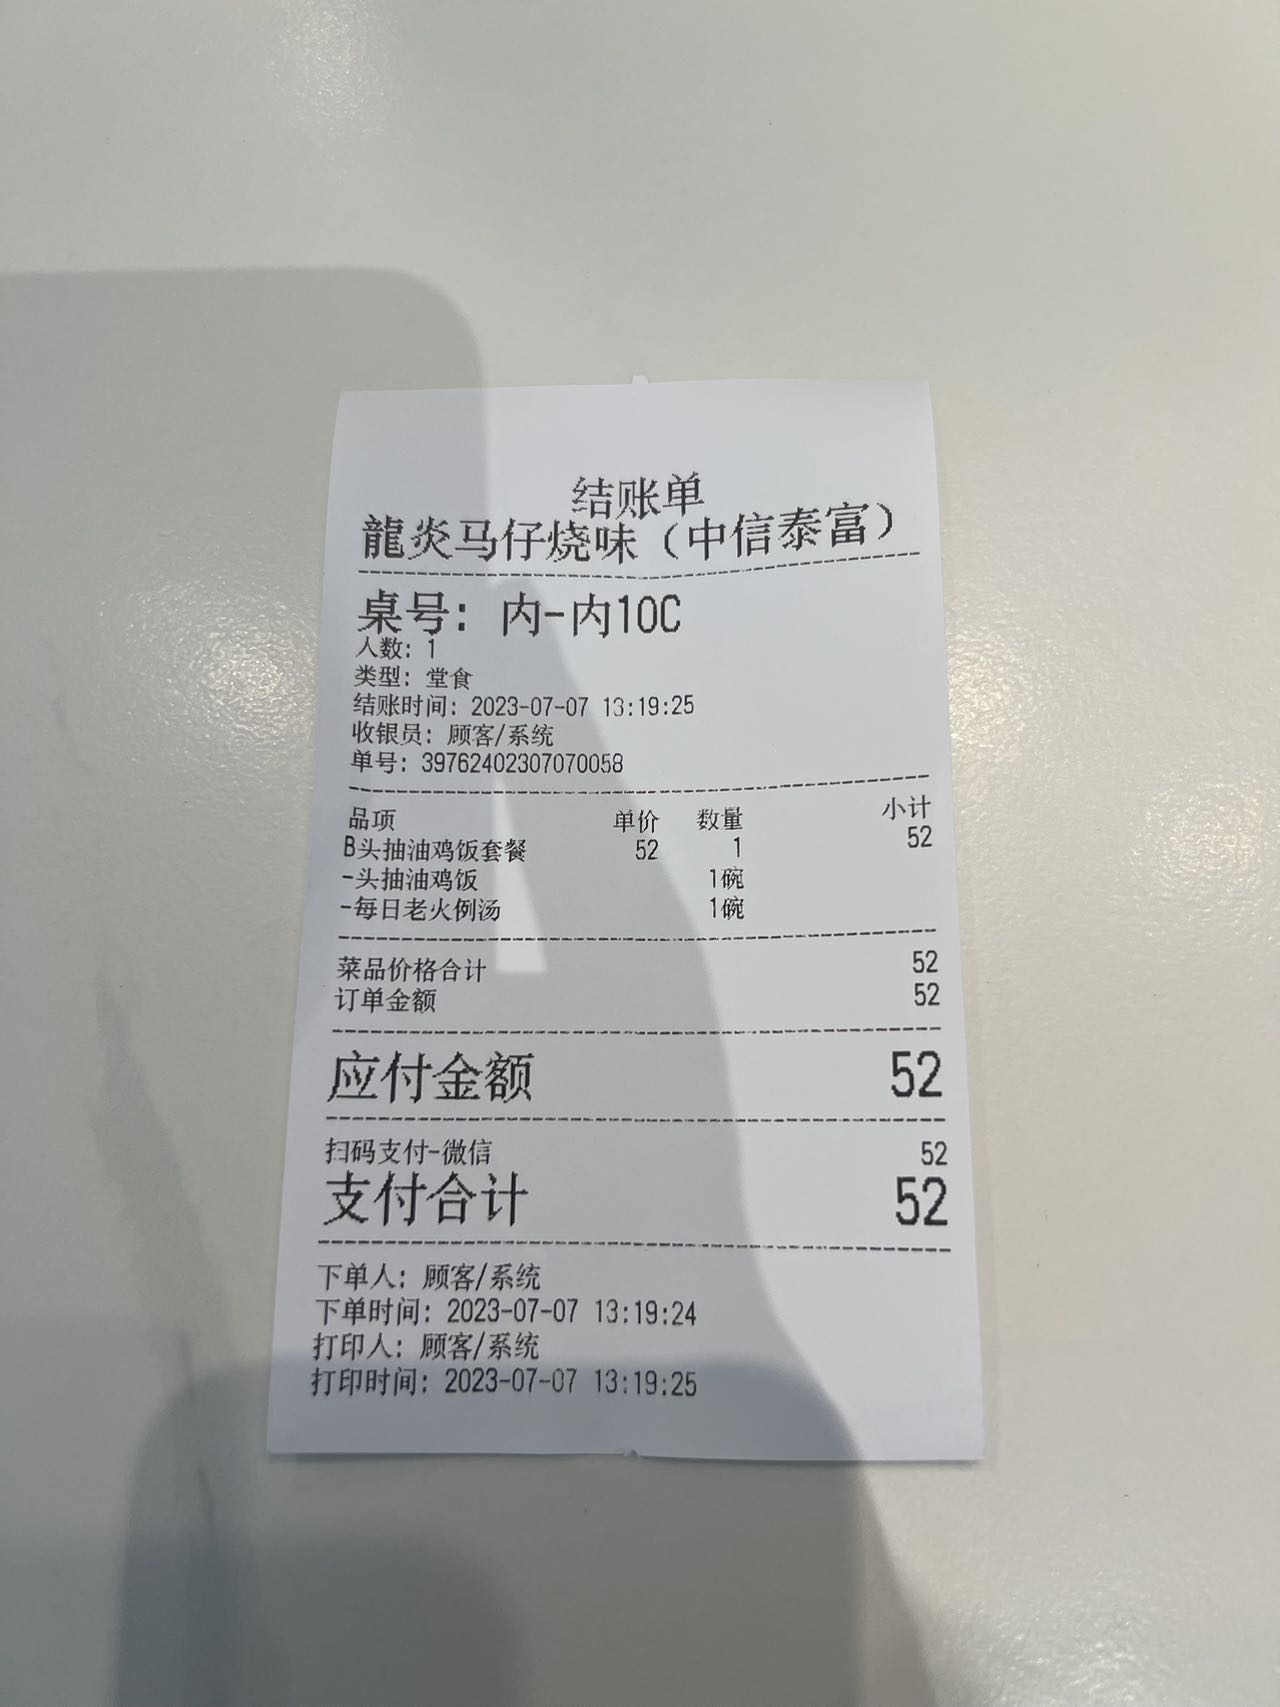 结账单
龍炎马仔烧味（中信泰富）
桌号：内-内10C
人数：1
类型：堂食
结账时间：2023-07-07 13:19:25
收银员：顾客/系统
单号：39762402307070058
品项 单价 数量 小计
B头抽油鸡饭套餐 52 1 52
-头抽油鸡饭 1碗
-每日老火例汤 1碗
菜品价格合计 52
订单金额 52
应付金额 52
扫码支付-微信 52
支付合计 52
下单人：顾客/系统
下单时间：2023-07-07 13:19:24
打印人：顾客/系统
打印时间：2023-07-07 13:19:25